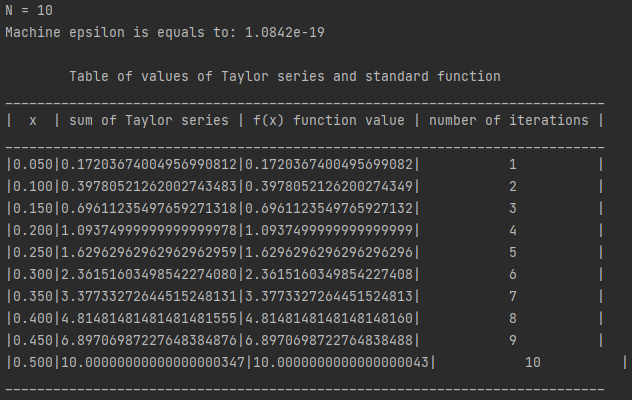 N = 10
Machine epsilon is equals to: 1.0842e-19
Table of values of Taylor series and standard function
________________________________________________________________________
| x | sum of Taylor series | f(x) function value | number of iterations |
________________________________________________________________________
|0.050|0.17203674004956990812|0.1720367400495699082| 1 |
|0.100|0.39780521262002743483|0.3978052126200274349| 2 |
|0.150|0.69611235497659271318|0.6961123549765927132| 3 |
|0.200|1.09374999999999999978|1.0937499999999999999| 4 |
|0.250|1.62962962962962962959|1.6296296296296296296| 5 |
|0.300|2.36151603498542274080|2.3615160349854227408| 6 |
|0.350|3.37733272644515248131|3.3773327264451524813| 7 |
|0.400|4.81481481481481481555|4.8148148148148148160| 8 |
|0.450|6.89706987227648384876|6.8970698722764838488| 9 |
|0.500|10.00000000000000000347|10.0000000000000000043| 10 |
________________________________________________________________________